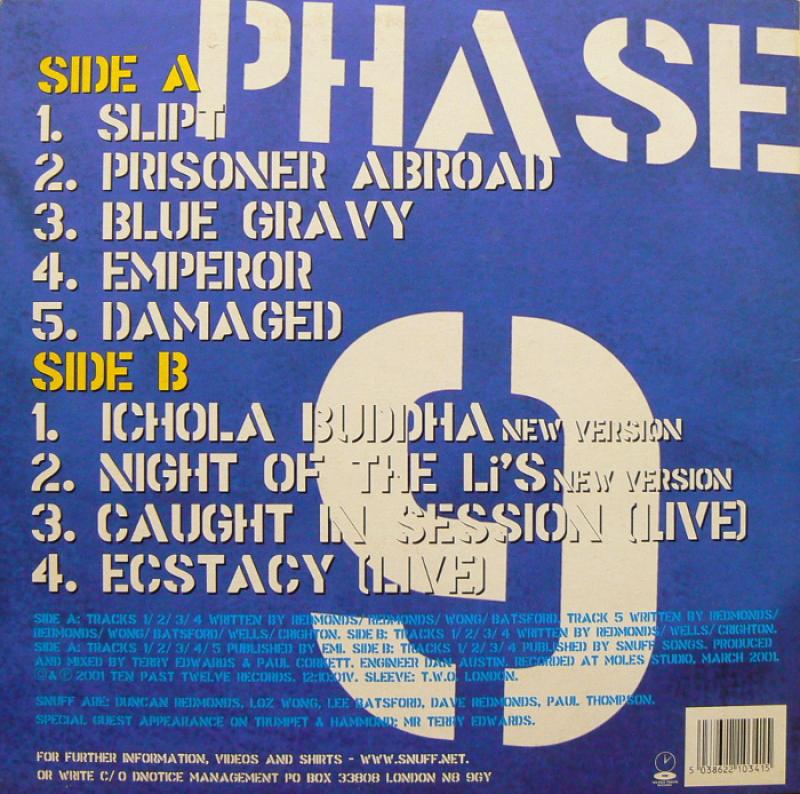 PHASE
9
SIDE A
1. SLIPT
2. PRISONER ABROAD
3. BLUE GRAVY
4. EMPEROR
5. DAMAGED
SIDE B
1. ICHOLA BUDDHA NEW VERSION
2. NIGHT OF THE Li'S NEW VERSION
3. CAUGHT IN SESSION (LIVE)
4. ECSTACY (LIVE)
SIDE A: TRACKS 1/2/3/4 WRITTEN BY REDMONDS/REDMONDS/WONG/BATSFORD. TRACK 5 WRITTEN BY REDMONDS/
REDMONDS/WONG/BATSFORD/WELLS/CRIGHTON. SIDE B: TRACKS 1/2/3/4 WRITTEN BY REDMONDS/WELLS/CRIGHTON.
SIDE A: TRACKS 1/2/3/4/5 PUBLISHED BY EMI. SIDE B: TRACKS 1/2/3/4 PUBLISHED BY SNUFF SONGS. PRODUCED
AND MIXED BY TERRY EDWARDS & PAUL CORKETT. ENGINEER DAN AUSTIN. RECORDED AT MOLES STUDIO, MARCH 2001.
©&℗ 2001 TEN PAST TWELVE RECORDS. 12:10:01V. SLEEVE: T.W.O. LONDON.
SNUFF ARE: DUNCAN REDMONDS, LOZ WONG, LEE BATSFORD, DAVE REDMONDS, PAUL THOMPSON.
SPECIAL GUEST APPEARANCE ON TRUMPET & HAMMOND; MR TERRY EDWARDS.
FOR FURTHER INFORMATION, VIDEOS AND SHIRTS - WWW.SNUFF.NET.
OR WRITE C/O DNOTICE MANAGEMENT PO BOX 33808 LONDON N8 9GY
5 038622 103415